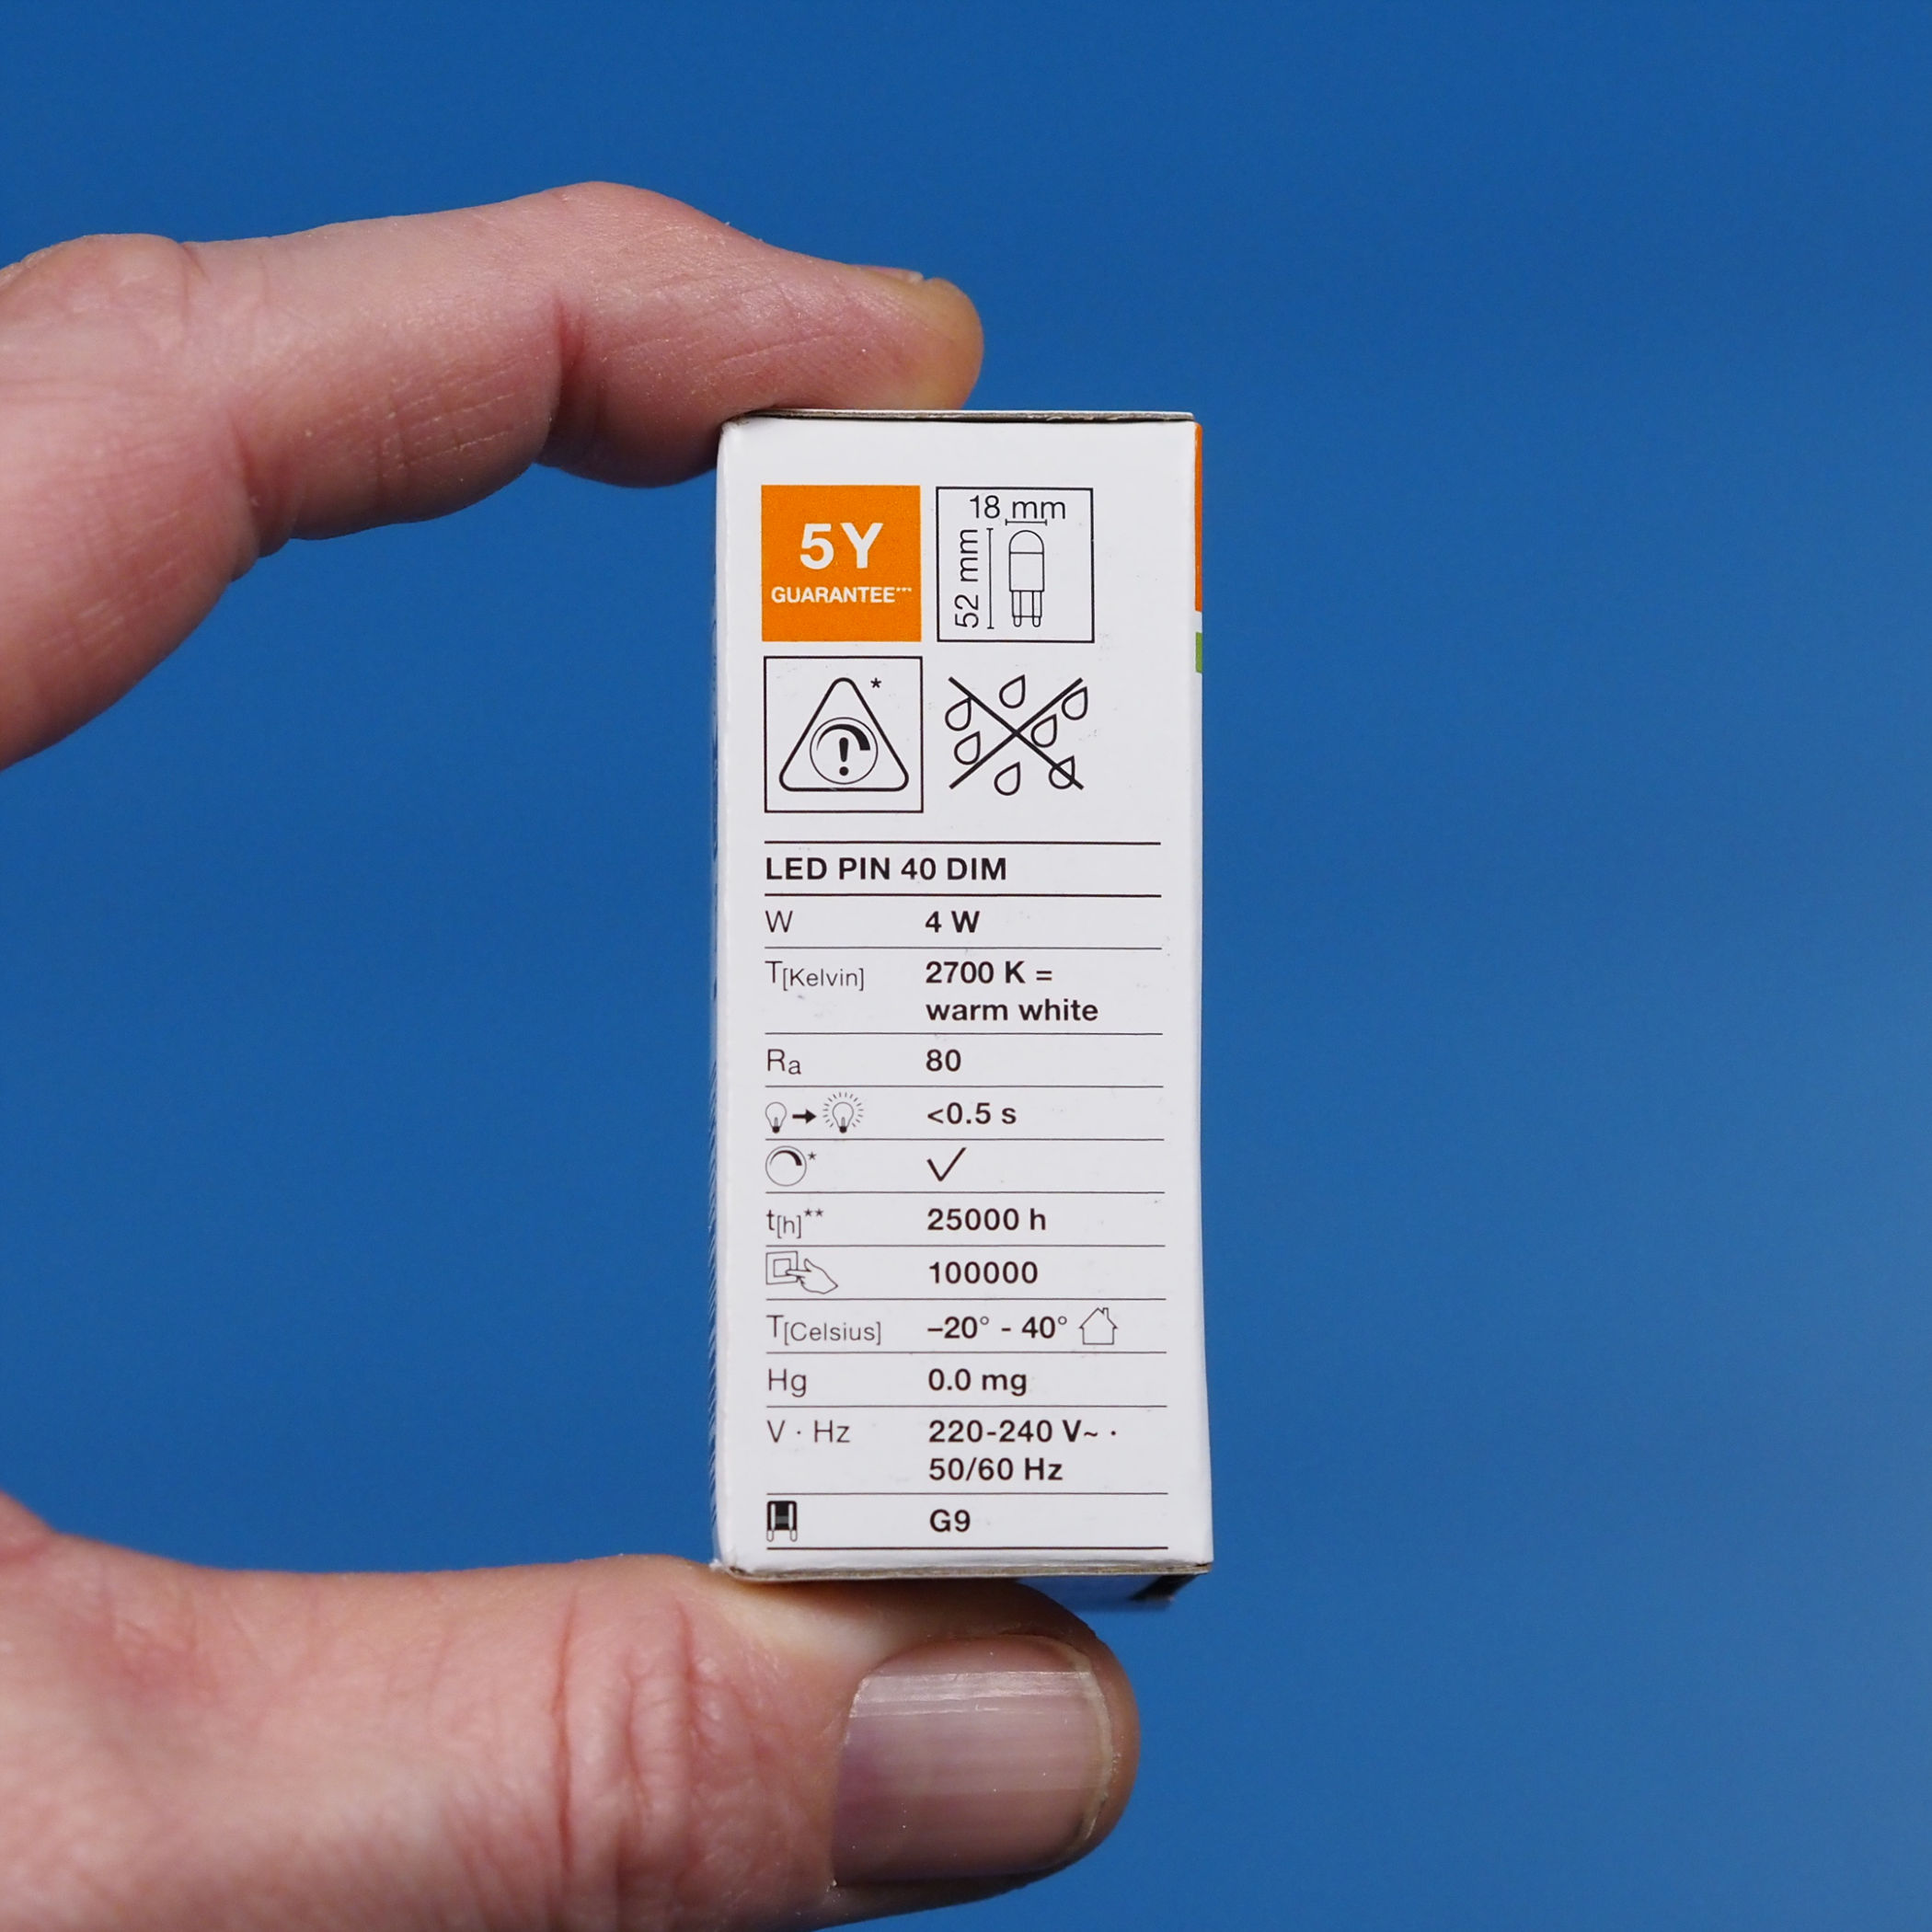 5Y
GUARANTEE***
18 mm
52 mm
*
LED PIN 40 DIM
W 4 W
T[Kelvin] 2700 K =
warm white
Ra 80
<0.5 s
* ✓
t[h]** 25000 h
100000
T[Celsius] –20° - 40°
Hg 0.0 mg
V · Hz 220-240 V~ ·
50/60 Hz
G9